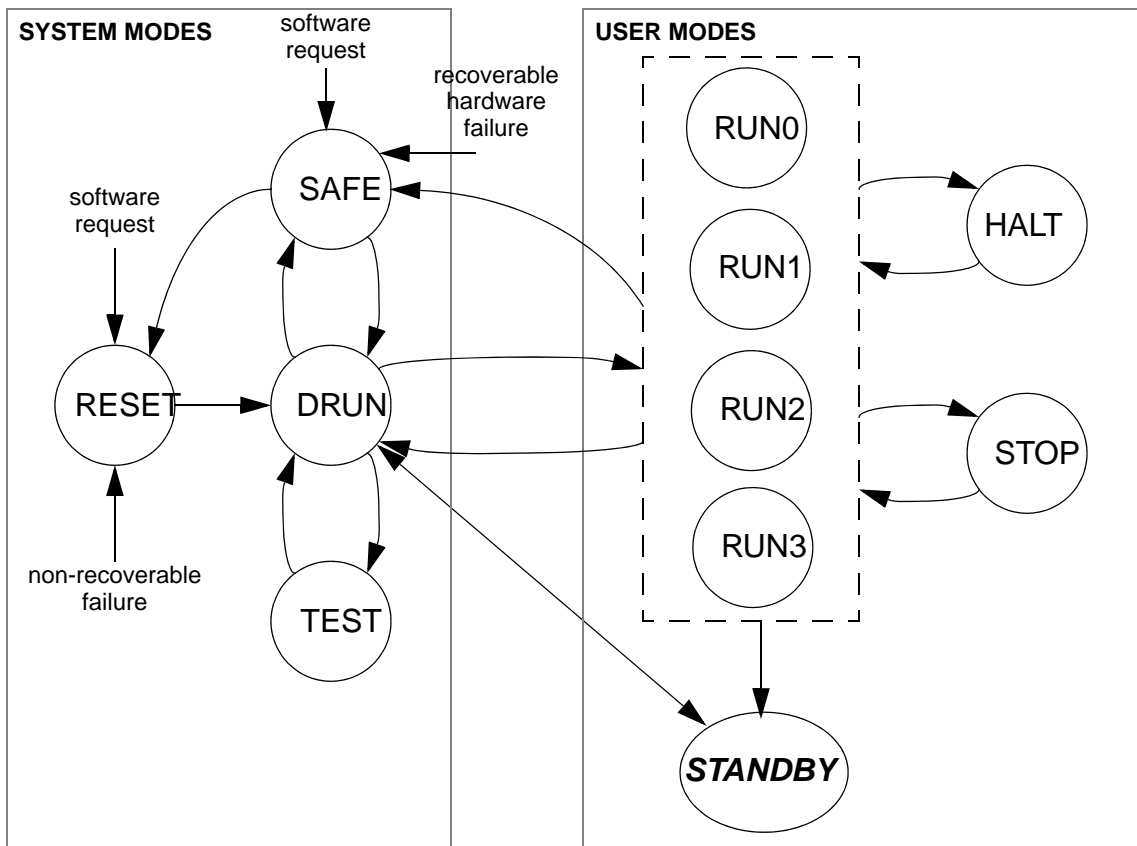 SYSTEM MODES
software
request
recoverable
hardware
failure
SAFE
software
request
RESET
DRUN
non-recoverable
failure
TEST
USER MODES
RUN0
RUN1
RUN2
RUN3
HALT
STOP
STANDBY